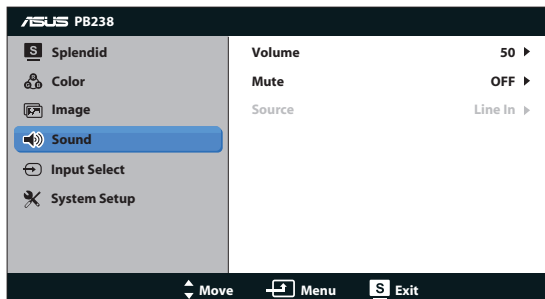 ASUS PB238
S Splendid
Color
Image
Sound
Input Select
System Setup
Volume 50
Mute OFF
Source Line In
Move Menu S Exit